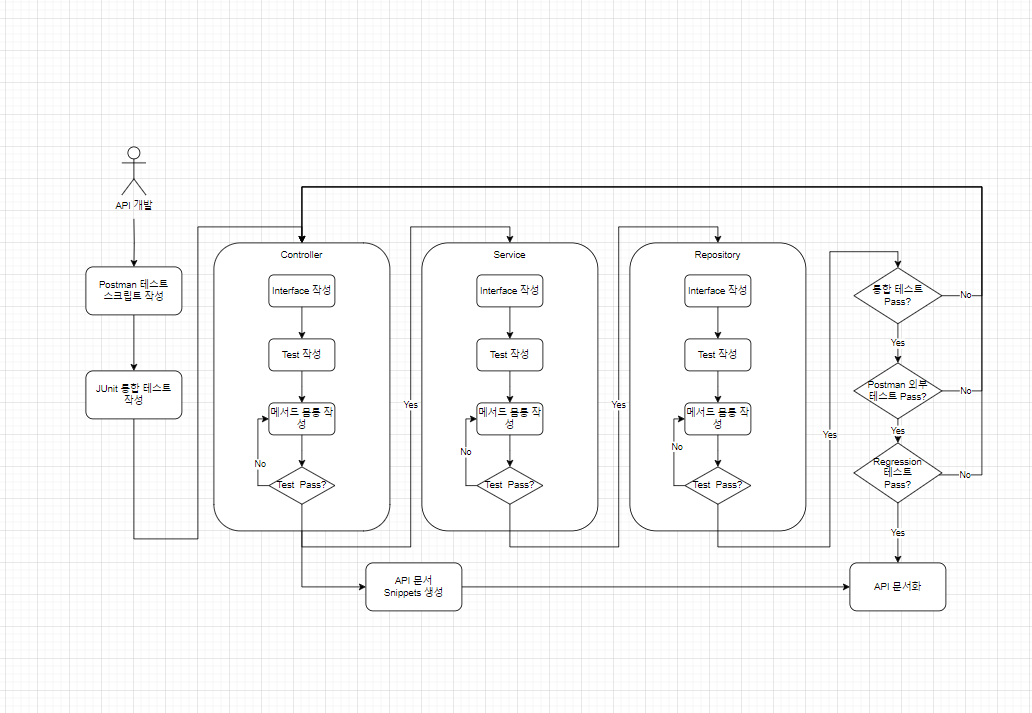 API 개발
Postman 테스트
스크립트 작성
JUnit 통합 테스트
작성
Controller
Interface 작성
Test 작성
메서드 몸통 작
성
No
Test Pass?
Yes
Service
Interface 작성
Test 작성
메서드 몸통 작
성
No
Test Pass?
Yes
Repository
Interface 작성
Test 작성
메서드 몸통 작
성
No
Test Pass?
Yes
통합 테스트
Pass?
No
Yes
Postman 외부
테스트 Pass?
No
Yes
Regression
테스트
Pass?
No
Yes
API 문서
Snippets 생성
API 문서화